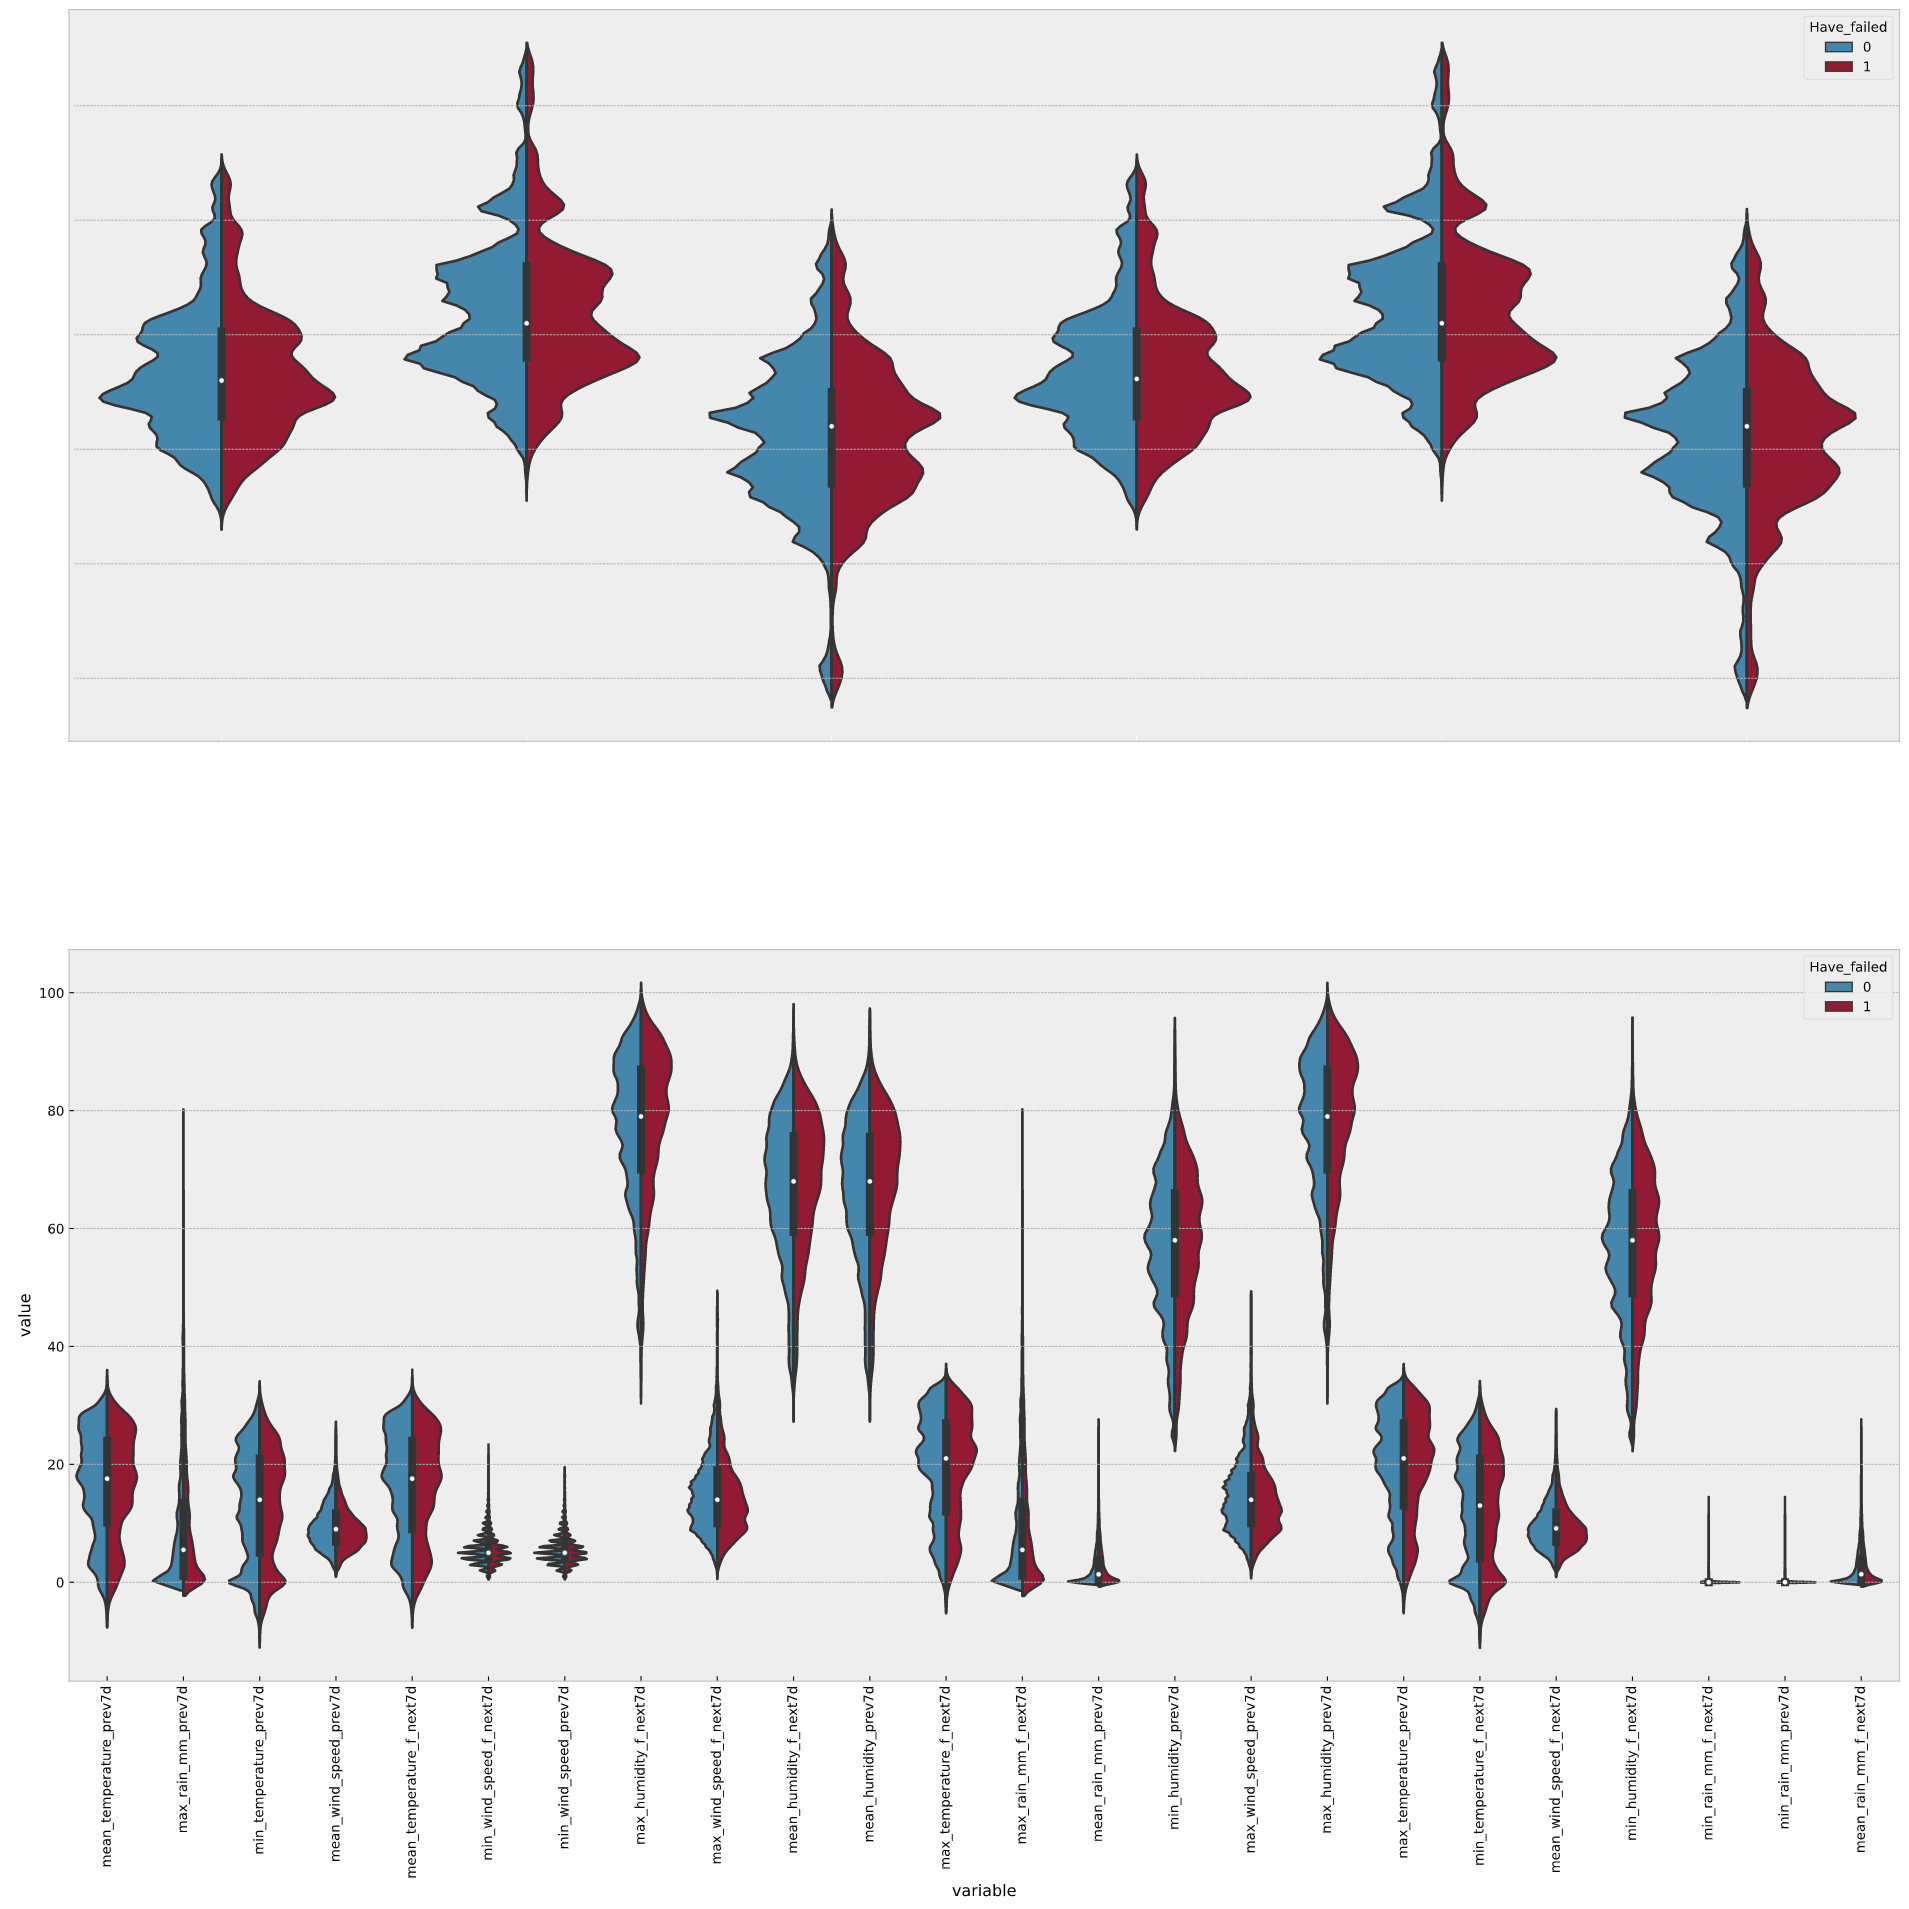 Have_failed
0
1
Have_failed
0
1
100
80
60
40
20
0
value
mean_temperature_prev7d
max_rain_mm_prev7d
min_temperature_prev7d
mean_wind_speed_prev7d
mean_temperature_f_next7d
min_wind_speed_f_next7d
min_wind_speed_prev7d
max_humidity_f_next7d
max_wind_speed_f_next7d
mean_humidity_f_next7d
mean_humidity_prev7d
max_temperature_f_next7d
max_rain_mm_f_next7d
mean_rain_mm_prev7d
min_humidity_prev7d
max_wind_speed_prev7d
max_humidity_prev7d
max_temperature_prev7d
min_temperature_f_next7d
mean_wind_speed_f_next7d
min_humidity_f_next7d
min_rain_mm_f_next7d
min_rain_mm_prev7d
mean_rain_mm_f_next7d
variable